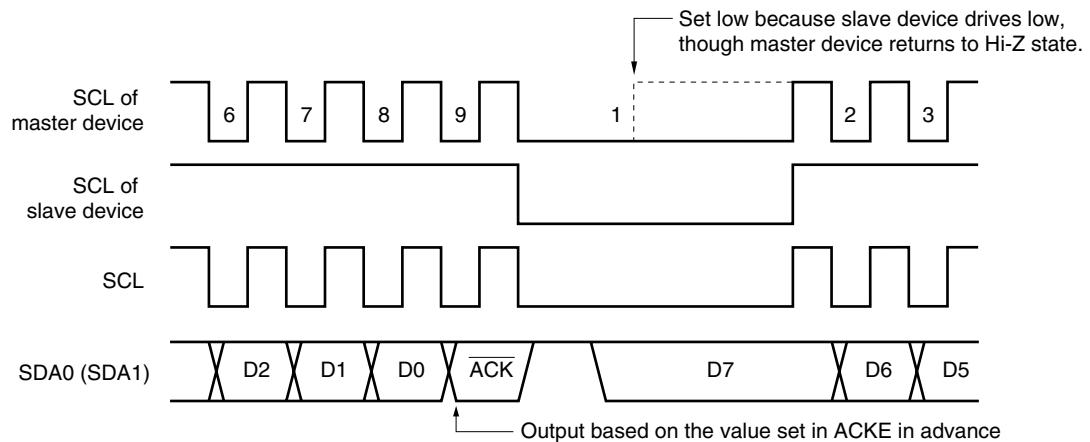 Set low because slave device drives low,
though master device returns to Hi-Z state.
SCL of
master device
6 7 8 9 1 2 3
SCL of
slave device
SCL
SDA0 (SDA1)
D2 D1 D0 ACK D7 D6 D5
Output based on the value set in ACKE in advance